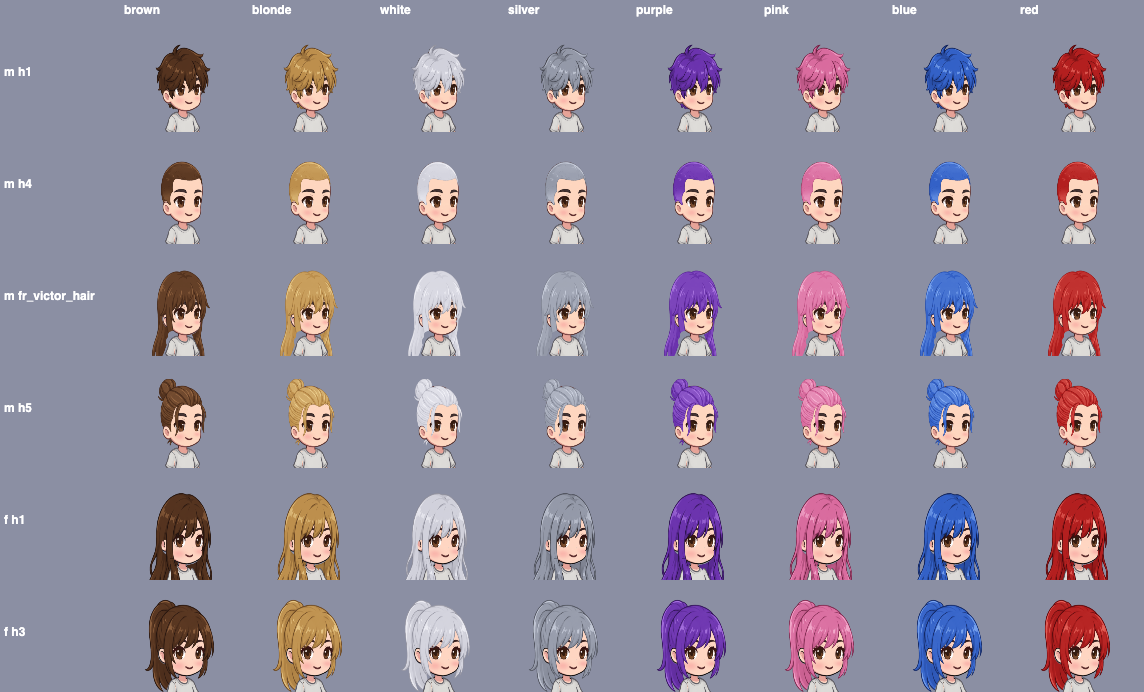 brown blonde white silver purple pink blue red
m h1
m h4
m fr_victor_hair
m h5
f h1
f h3